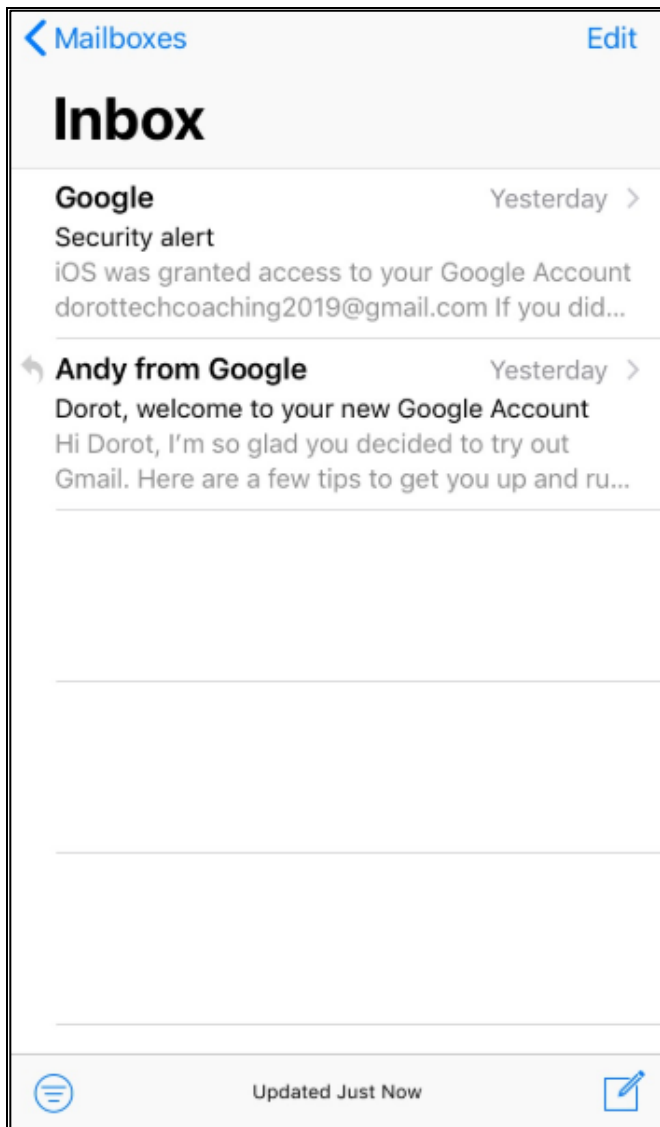 Mailboxes Edit
Inbox
Google Yesterday
Security alert
iOS was granted access to your Google Account
dorottechcoaching2019@gmail.com If you did...
Andy from Google Yesterday
Dorot, welcome to your new Google Account
Hi Dorot, I'm so glad you decided to try out
Gmail. Here are a few tips to get you up and ru...
Updated Just Now